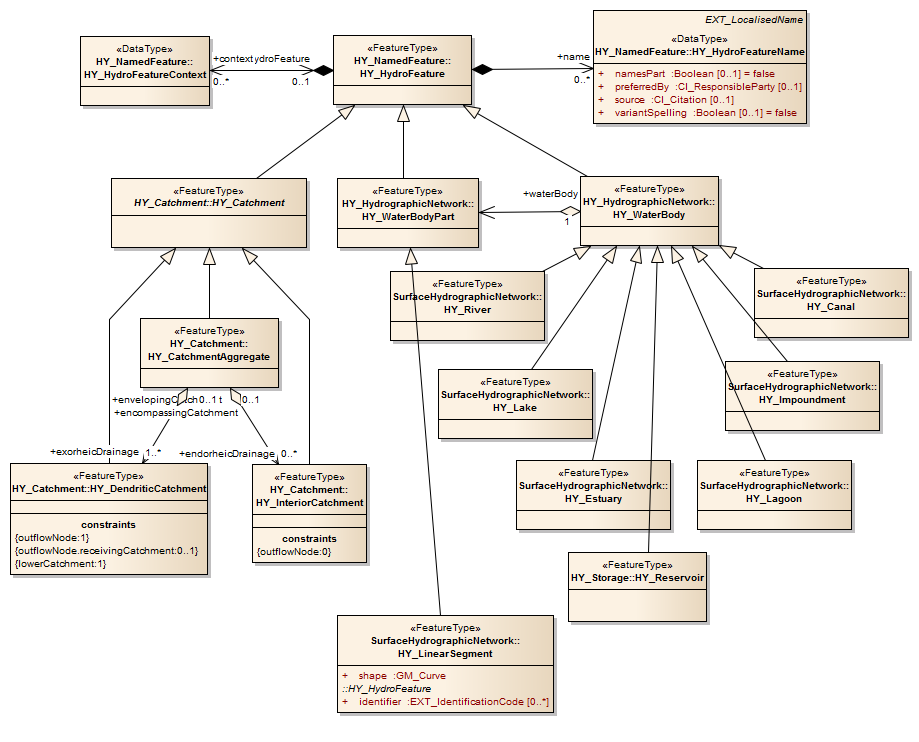 EXT_LocalisedName
«DataType»
HY_NamedFeature::
HY_HydroFeatureContext
+contextydroFeature
0..*
0..1
«FeatureType»
HY_NamedFeature::
HY_HydroFeature
+name
0..*
«DataType»
HY_NamedFeature::HY_HydroFeatureName
+ namesPart :Boolean [0..1] = false
+ preferredBy :CI_ResponsibleParty [0..1]
+ source :CI_Citation [0..1]
+ variantSpelling :Boolean [0..1] = false
«FeatureType»
HY_Catchment::HY_Catchment
«FeatureType»
HY_HydrographicNetwork::
HY_WaterBodyPart
+waterBody
1
«FeatureType»
HY_HydrographicNetwork::
HY_WaterBody
«FeatureType»
SurfaceHydrographicNetwork::
HY_River
«FeatureType»
SurfaceHydrographicNetwork::
HY_Canal
«FeatureType»
HY_Catchment::
HY_CatchmentAggregate
«FeatureType»
SurfaceHydrographicNetwork::
HY_Lake
«FeatureType»
SurfaceHydrographicNetwork::
HY_Impoundment
+envelopingCatch0..1 t
0..1
+encompassingCatchment
+exorheicDrainage 1..*
+endorheicDrainage 0..*
«FeatureType»
HY_Catchment::HY_DendriticCatchment
constraints
{outflowNode:1}
{outflowNode.receivingCatchment:0..1}
{lowerCatchment:1}
«FeatureType»
HY_Catchment::
HY_InteriorCatchment
constraints
{outflowNode:0}
«FeatureType»
SurfaceHydrographicNetwork::
HY_Estuary
«FeatureType»
SurfaceHydrographicNetwork::
HY_Lagoon
«FeatureType»
HY_Storage::HY_Reservoir
«FeatureType»
SurfaceHydrographicNetwork::
HY_LinearSegment
+ shape :GM_Curve
::HY_HydroFeature
+ identifier :EXT_IdentificationCode [0..*]